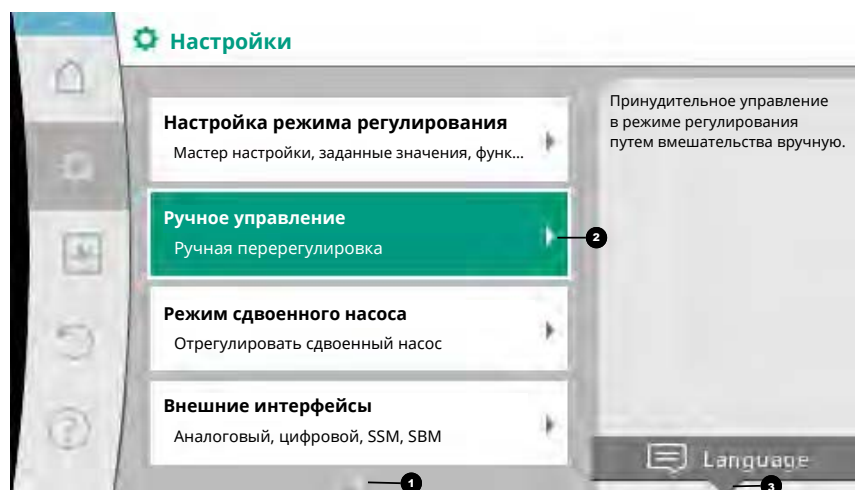 Настройки
Настройка режима регулирования
Мастер настройки, заданные значения, функ...
Ручное управление
Ручная перерегулировка
2
Режим сдвоенного насоса
Отрегулировать сдвоенный насос
Внешние интерфейсы
Аналоговый, цифровой, SSM, SBM
1
Принудительное управление
в режиме регулирования
путем вмешательства вручную.
Language
3